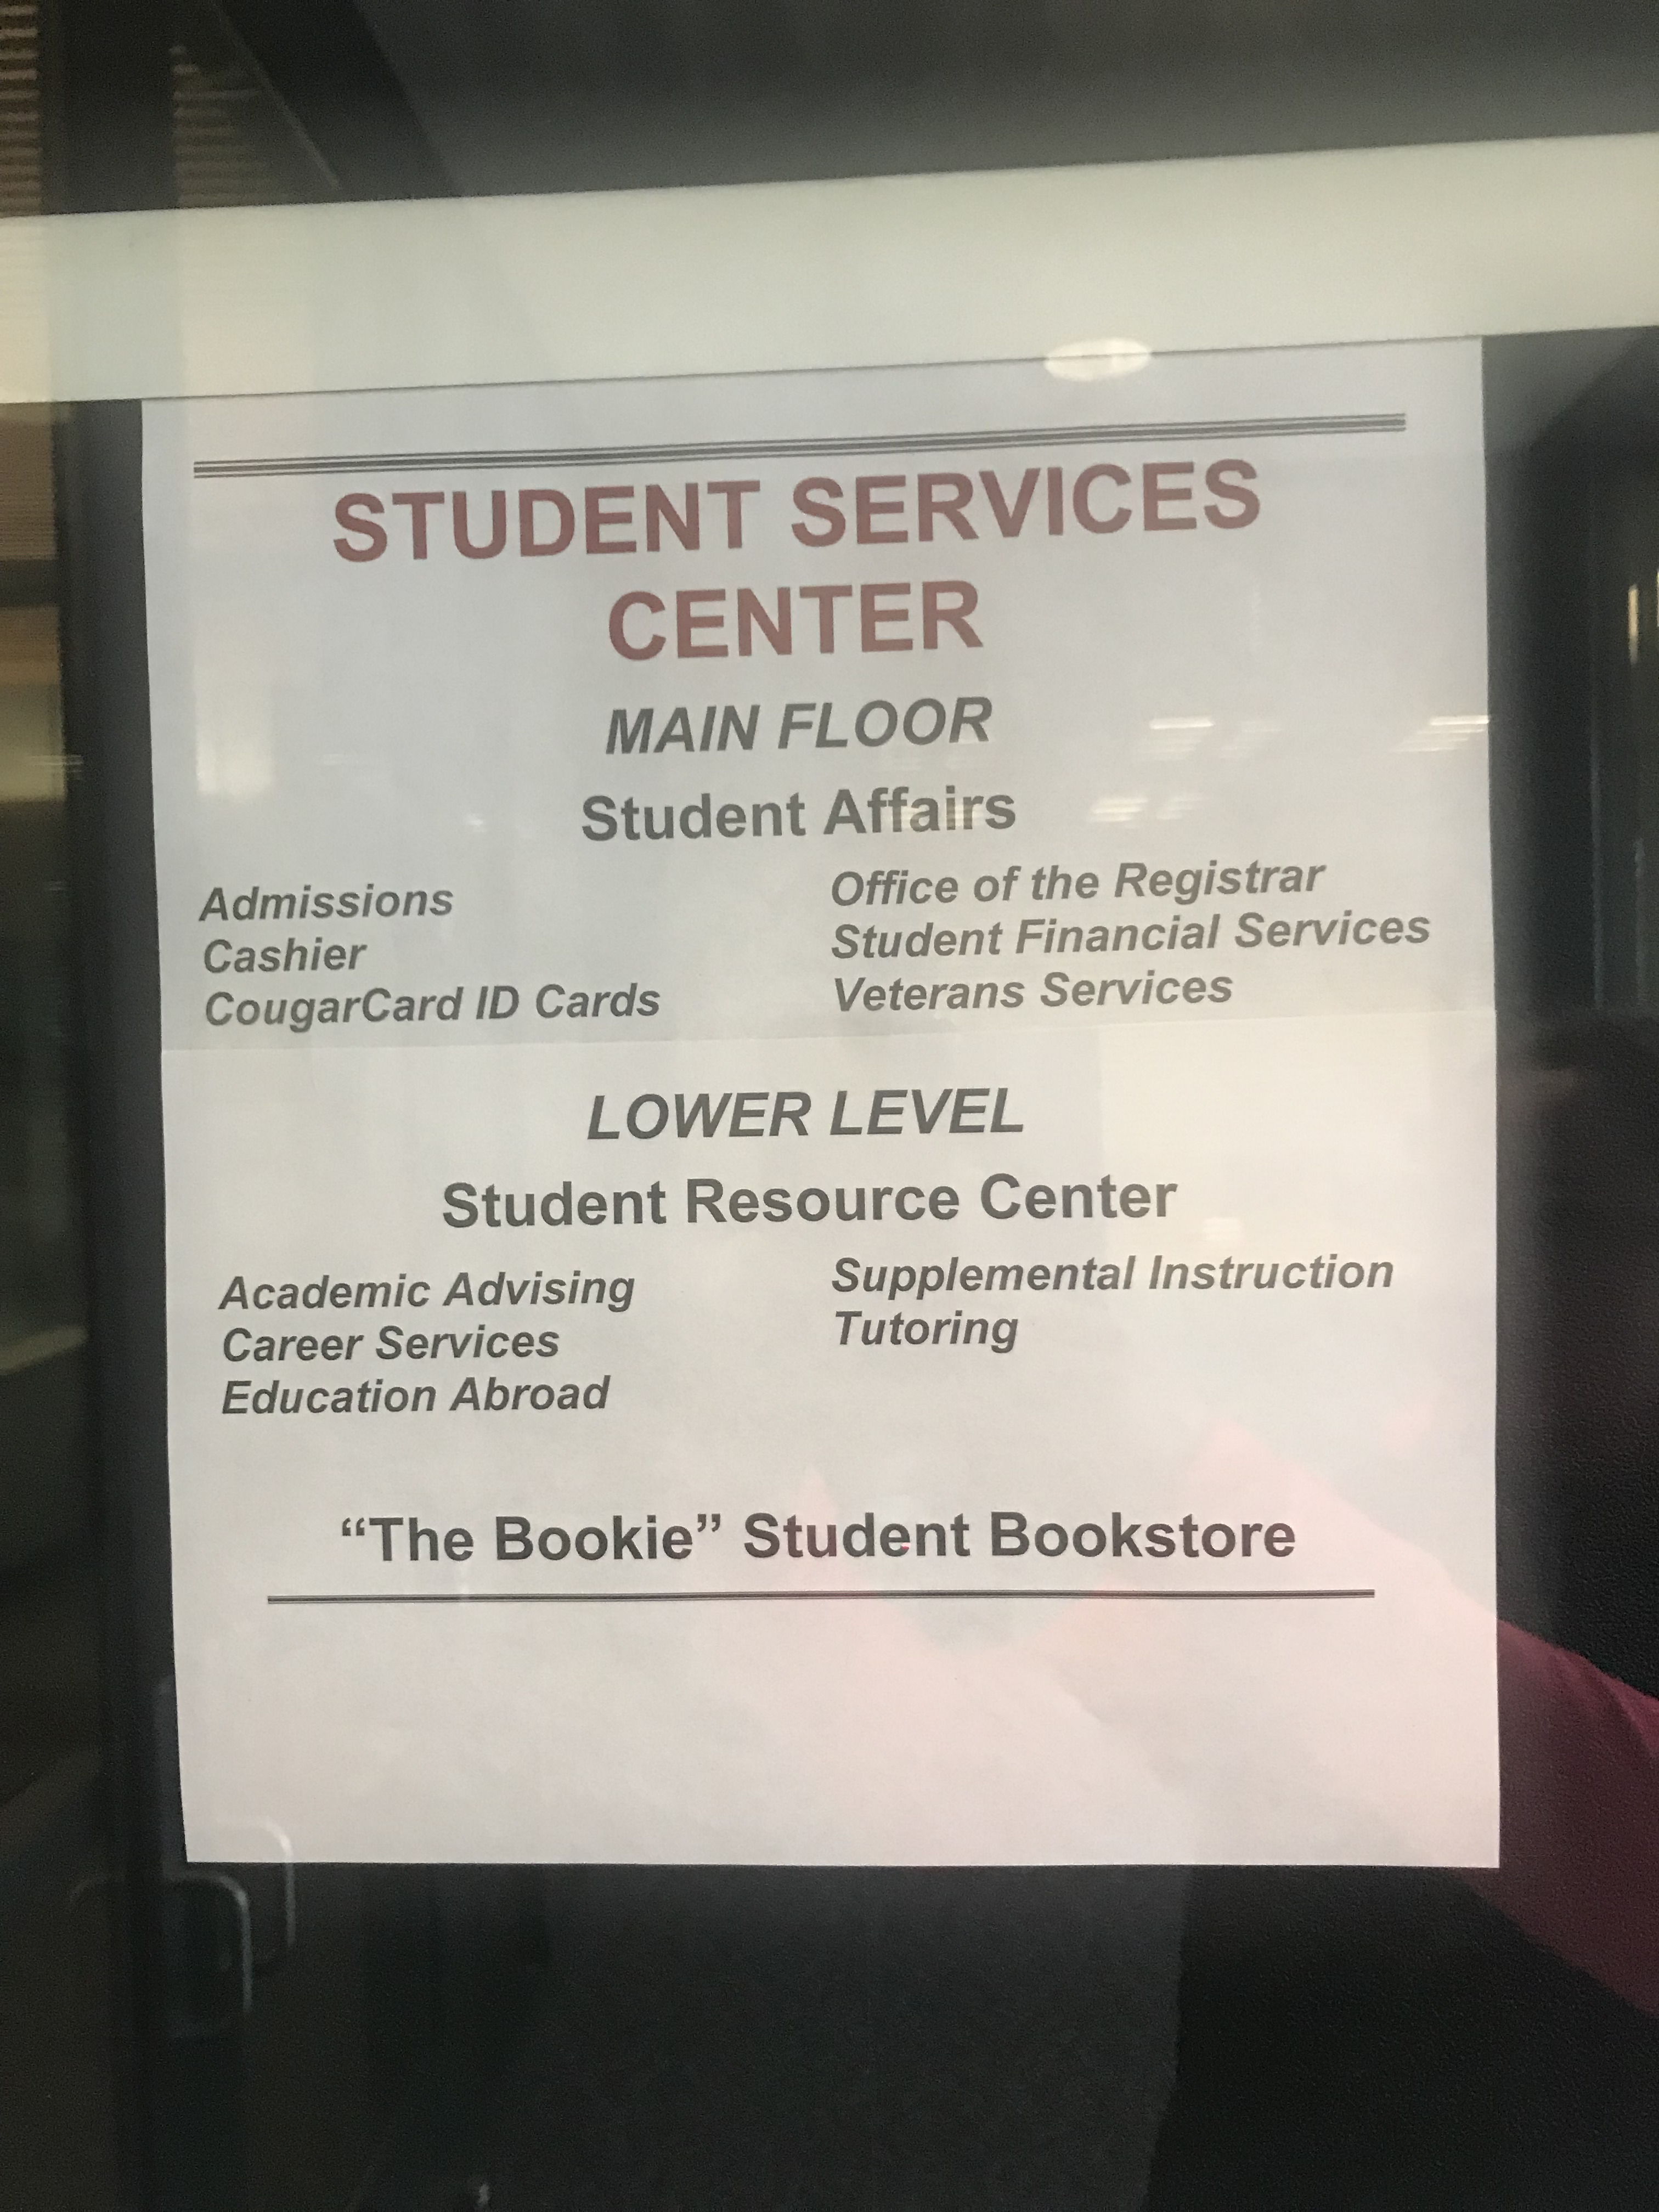 STUDENT SERVICES
CENTER
MAIN FLOOR
Student Affairs
Admissions
Cashier
CougarCard ID Cards
Office of the Registrar
Student Financial Services
Veterans Services
LOWER LEVEL
Student Resource Center
Academic Advising
Career Services
Education Abroad
Supplemental Instruction
Tutoring
“The Bookie” Student Bookstore